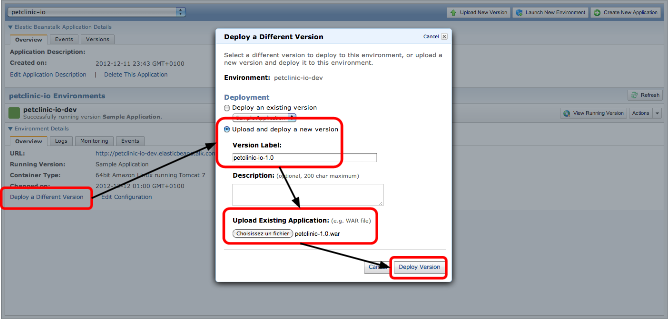 petclinic-io
Upload New Version
Launch New Environment
Create New Application
Elastic Beanstalk Application Details
Overview
Events
Versions
Application Description:
Created on:
2012-12-11 23:43 GMT+0100
Edit Application Description
Delete This Application
petclinic-io Environments
Refresh
petclinic-io-dev
Successfully running version Sample Application.
View Running Version
Actions
Environment Details
Overview
Logs
Monitoring
Events
URL:
http://petclinic-io-dev.elasticbeanstalk.com
Running Version:
Sample Application
Container Type:
64bit Amazon Linux running Tomcat 7
Changed on:
2012-12-12 01:00 GMT+0100
Deploy a Different Version
Edit Configuration
Deploy a Different Version
Cancel
Select a different version to deploy to this environment, or upload a
new version and deploy it to this environment.
Environment: petclinic-io-dev
Deployment
Deploy an existing version
Sample Application
Upload and deploy a new version
Version Label:
petclinic-io-1.0
Description: (optional, 200 char maximum)
Upload Existing Application: (e.g. WAR file)
Choisissez un fichier
petclinic-1.0.war
Deploy Version